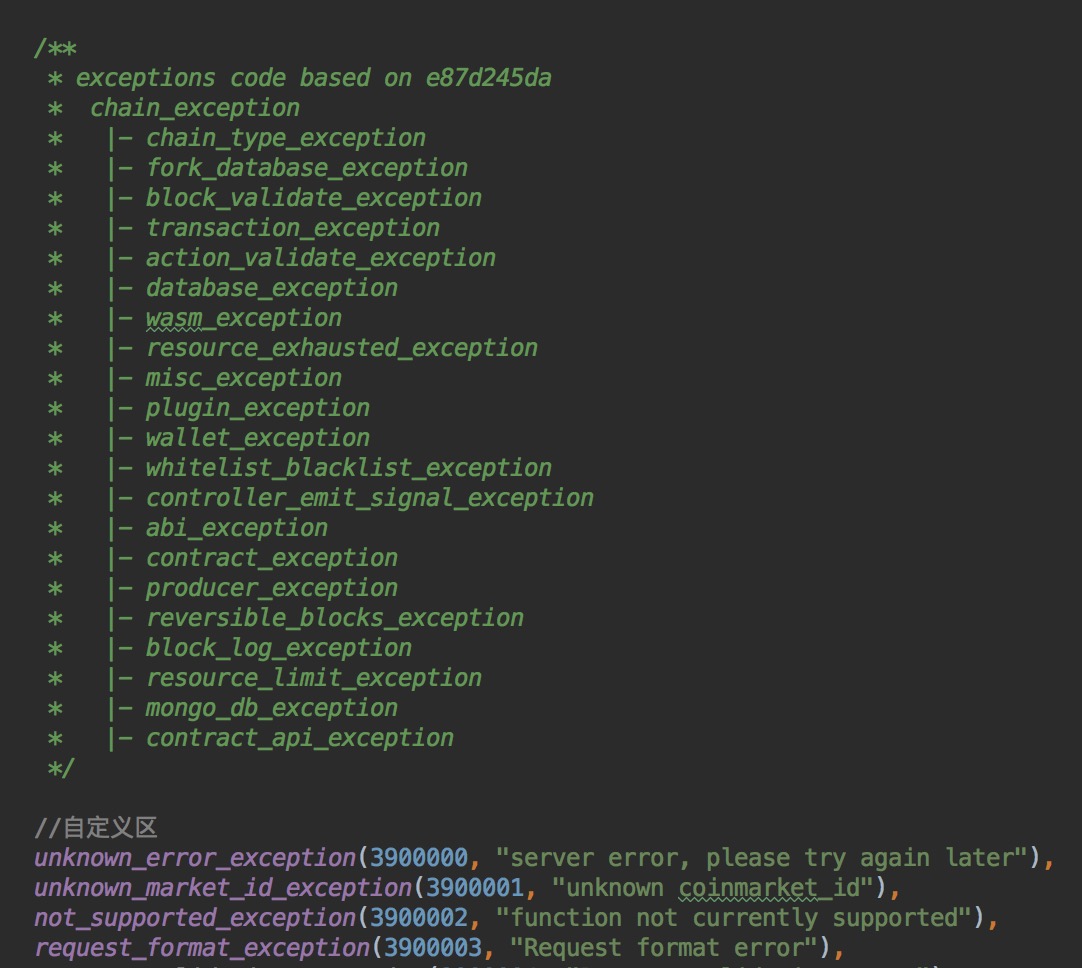 /**
* exceptions code based on e87d245da
* chain_exception
* |- chain_type_exception
* |- fork_database_exception
* |- block_validate_exception
* |- transaction_exception
* |- action_validate_exception
* |- database_exception
* |- wasm_exception
* |- resource_exhausted_exception
* |- misc_exception
* |- plugin_exception
* |- wallet_exception
* |- whitelist_blacklist_exception
* |- controller_emit_signal_exception
* |- abi_exception
* |- contract_exception
* |- producer_exception
* |- reversible_blocks_exception
* |- block_log_exception
* |- resource_limit_exception
* |- mongo_db_exception
* |- contract_api_exception
*/
//自定义区
unknown_error_exception(3900000, "server error, please try again later"),
unknown_market_id_exception(3900001, "unknown coinmarket_id"),
not_supported_exception(3900002, "function not currently supported"),
request_format_exception(3900003, "Request format error"),